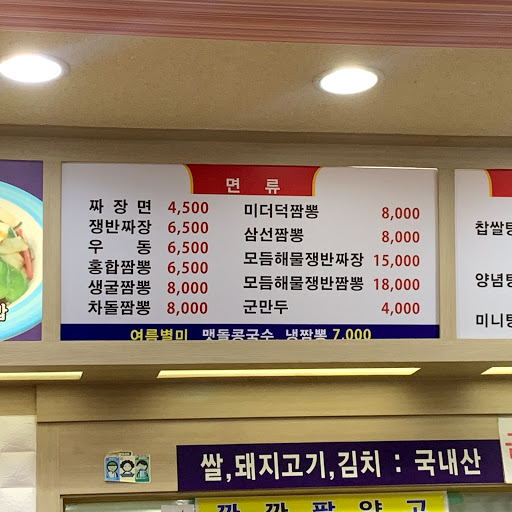 면 류
짜 장 면 4,500
쟁반짜장 6,500
우 동 6,500
홍합짬뽕 6,500
생굴짬뽕 8,000
차돌짬뽕 8,000
미더덕짬뽕 8,000
삼선짬뽕 8,000
모듬해물쟁반짜장 15,000
모듬해물쟁반짬뽕 18,000
군만두 4,000
여름별미 맷돌콩국수 냉짬뽕 7,000
찹쌀탕
양념탕
미니탕
쌀,돼지고기,김치 : 국내산